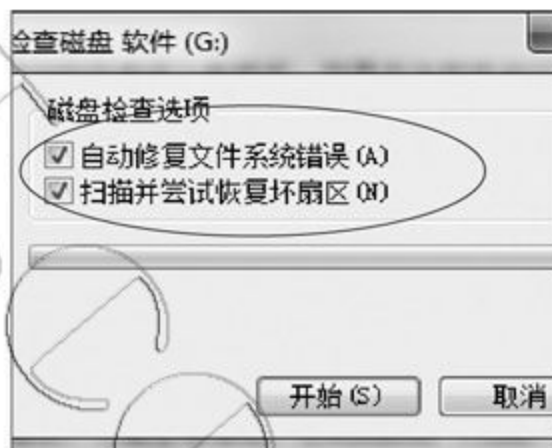 检查磁盘 软件 (G:)
磁盘检查选项
自动修复文件系统错误(A)
扫描并尝试恢复坏扇区(N)
开始(S)
取消